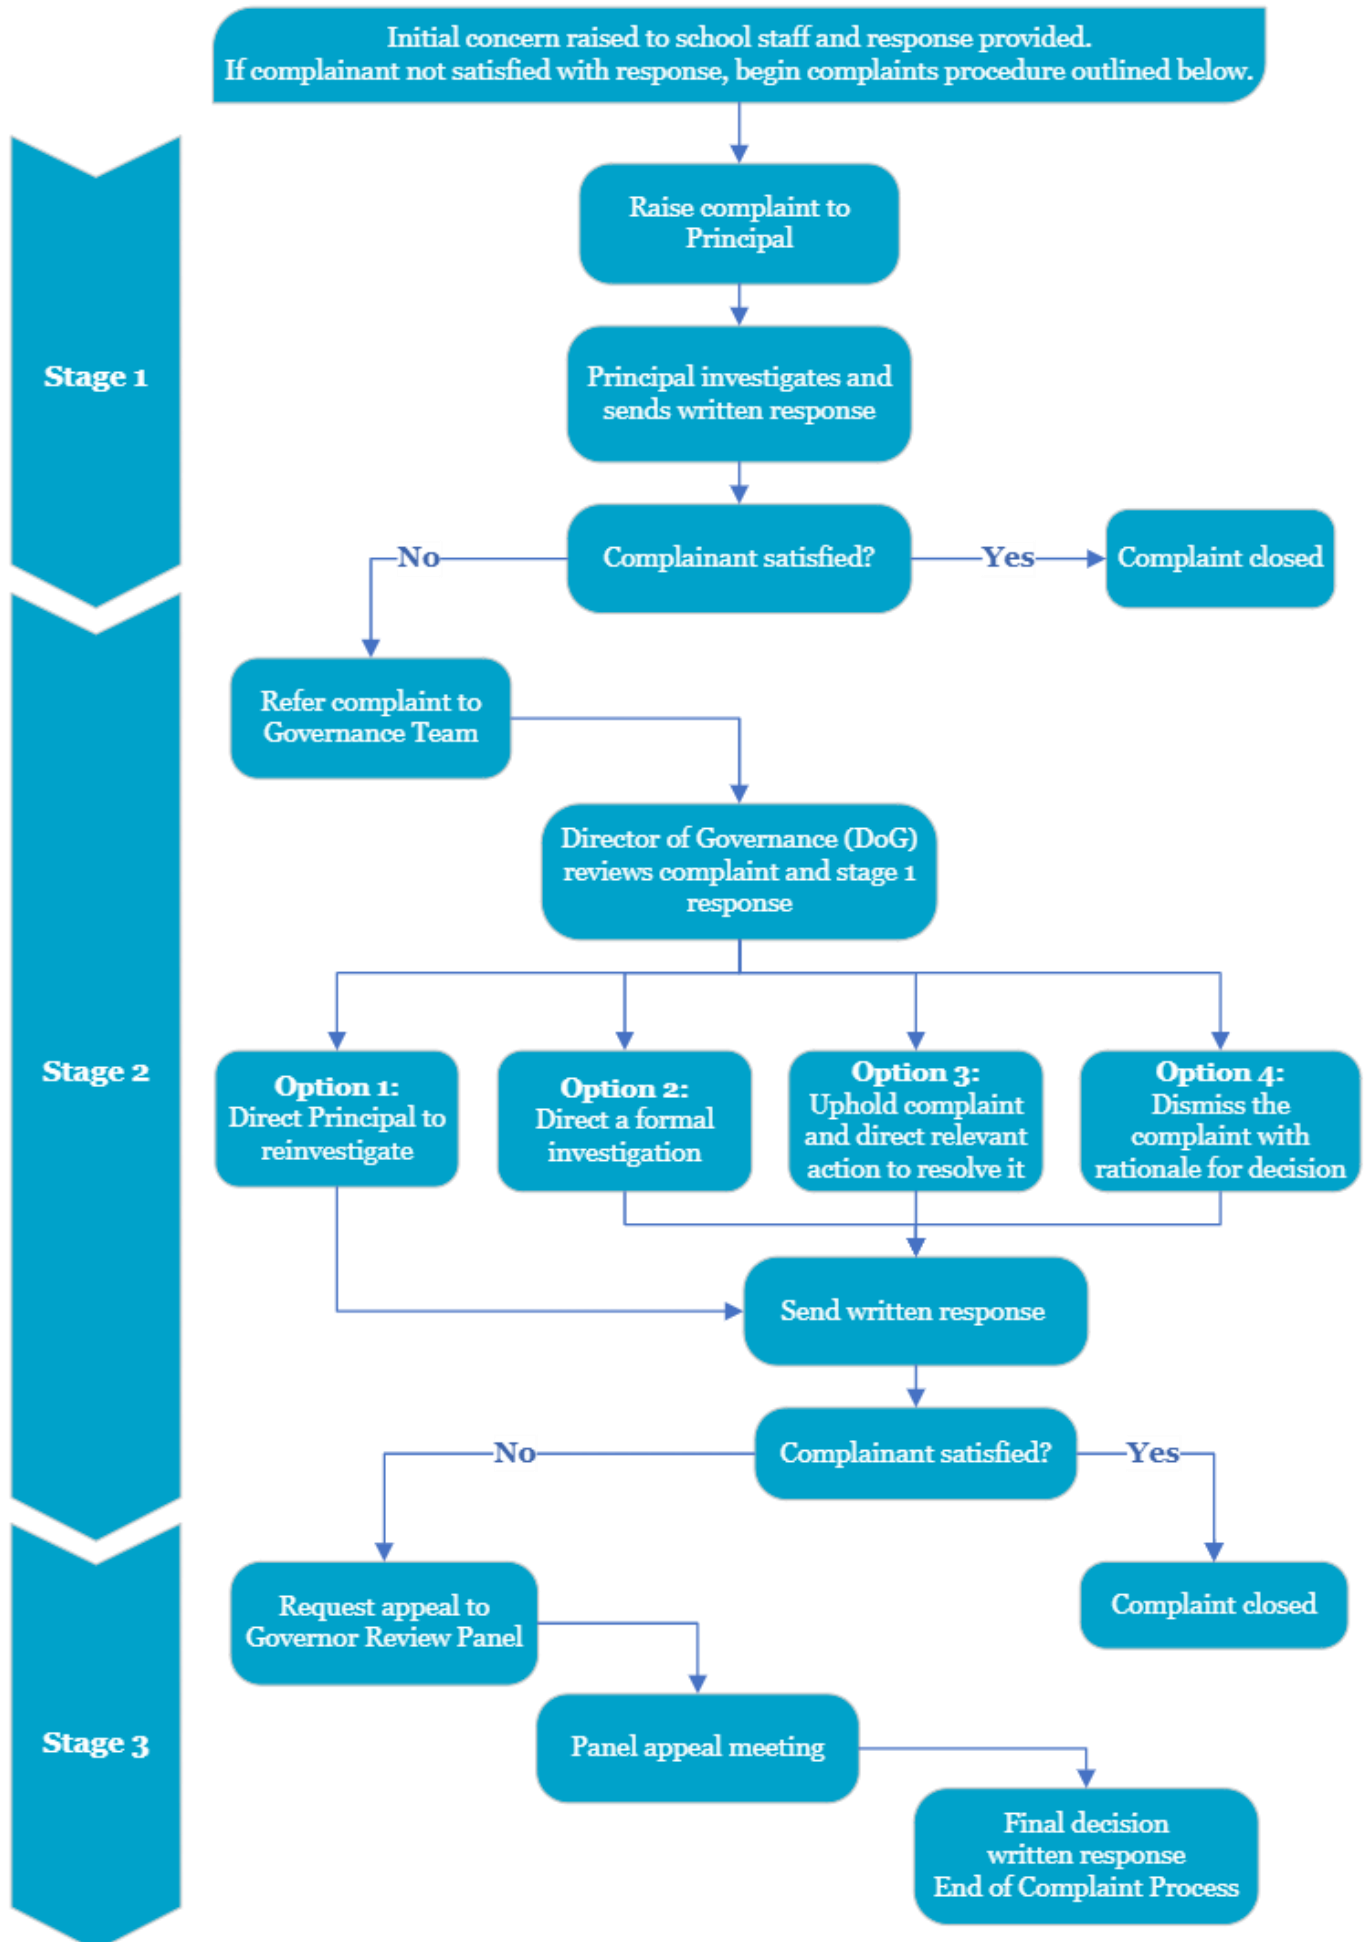 Initial concern raised to school staff and response provided.
If complainant not satisfied with response, begin complaints procedure outlined below.
Stage 1
Raise complaint to
Principal
Principal investigates and
sends written response
Complainant satisfied?
No
Yes
Complaint closed
Stage 2
Refer complaint to
Governance Team
Director of Governance (DoG)
reviews complaint and stage 1
response
Option 1:
Direct Principal to
reinvestigate
Option 2:
Direct a formal
investigation
Option 3:
Uphold complaint
and direct relevant
action to resolve it
Option 4:
Dismiss the
complaint with
rationale for decision
Send written response
Complainant satisfied?
No
Yes
Complaint closed
Stage 3
Request appeal to
Governor Review Panel
Panel appeal meeting
Final decision
written response
End of Complaint Process